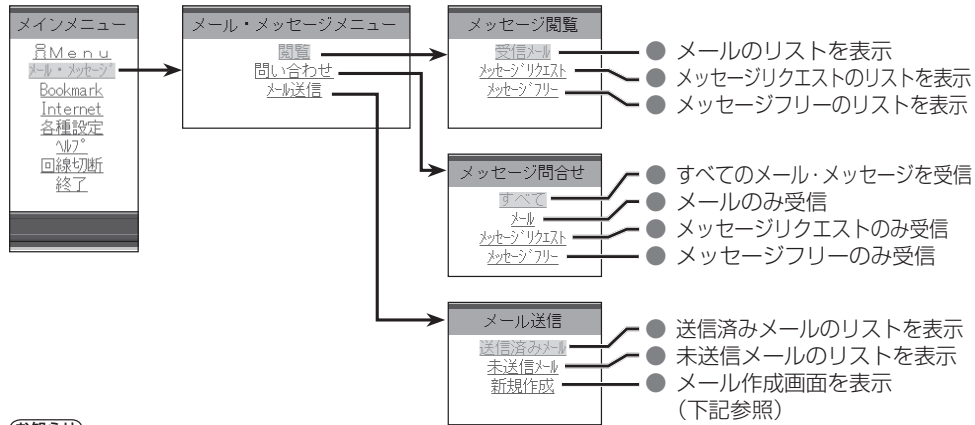 メインメニュー
Menu
メール・メッセージ
Bookmark
Internet
各種設定
ヘルプ
回線切断
終了
メール・メッセージメニュー
閲覧
問い合わせ
メール送信
メッセージ閲覧
受信メール
メッセージリクエスト
メッセージフリー
● メールのリストを表示
● メッセージリクエストのリストを表示
● メッセージフリーのリストを表示
メッセージ問合せ
すべて
メール
メッセージリクエスト
メッセージフリー
● すべてのメール・メッセージを受信
● メールのみ受信
● メッセージリクエストのみ受信
● メッセージフリーのみ受信
メール送信
送信済みメール
未送信メール
新規作成
● 送信済みメールのリストを表示
● 未送信メールのリストを表示
● メール作成画面を表示
（下記参照）